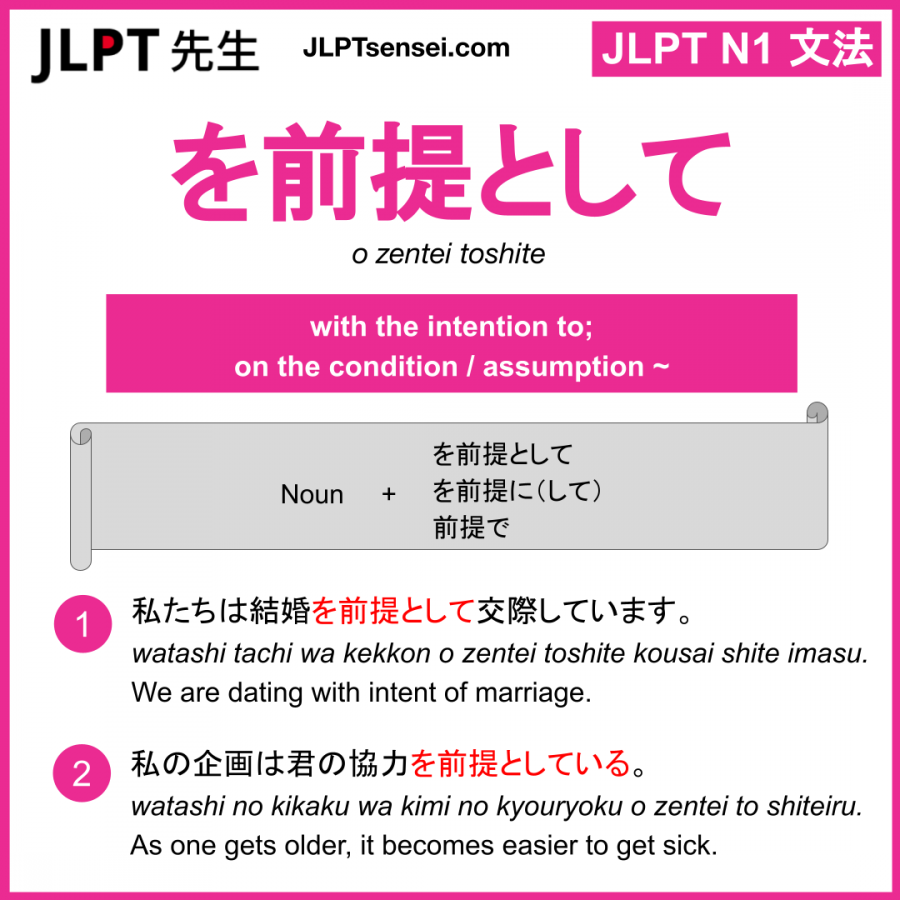 JLPT 先生
JLPTsensei.com
JLPT N1 文法
を前提として
o zentei toshite
with the intention to;
on the condition / assumption ~
を前提として
Noun + を前提に（して）
前提で
1 私たちは結婚を前提として交際しています。
watashi tachi wa kekkon o zentei toshite kousai shite imasu.
We are dating with intent of marriage.
2 私の企画は君の協力を前提としている。
watashi no kikaku wa kimi no kyouryoku o zentei to shiteiru.
As one gets older, it becomes easier to get sick.